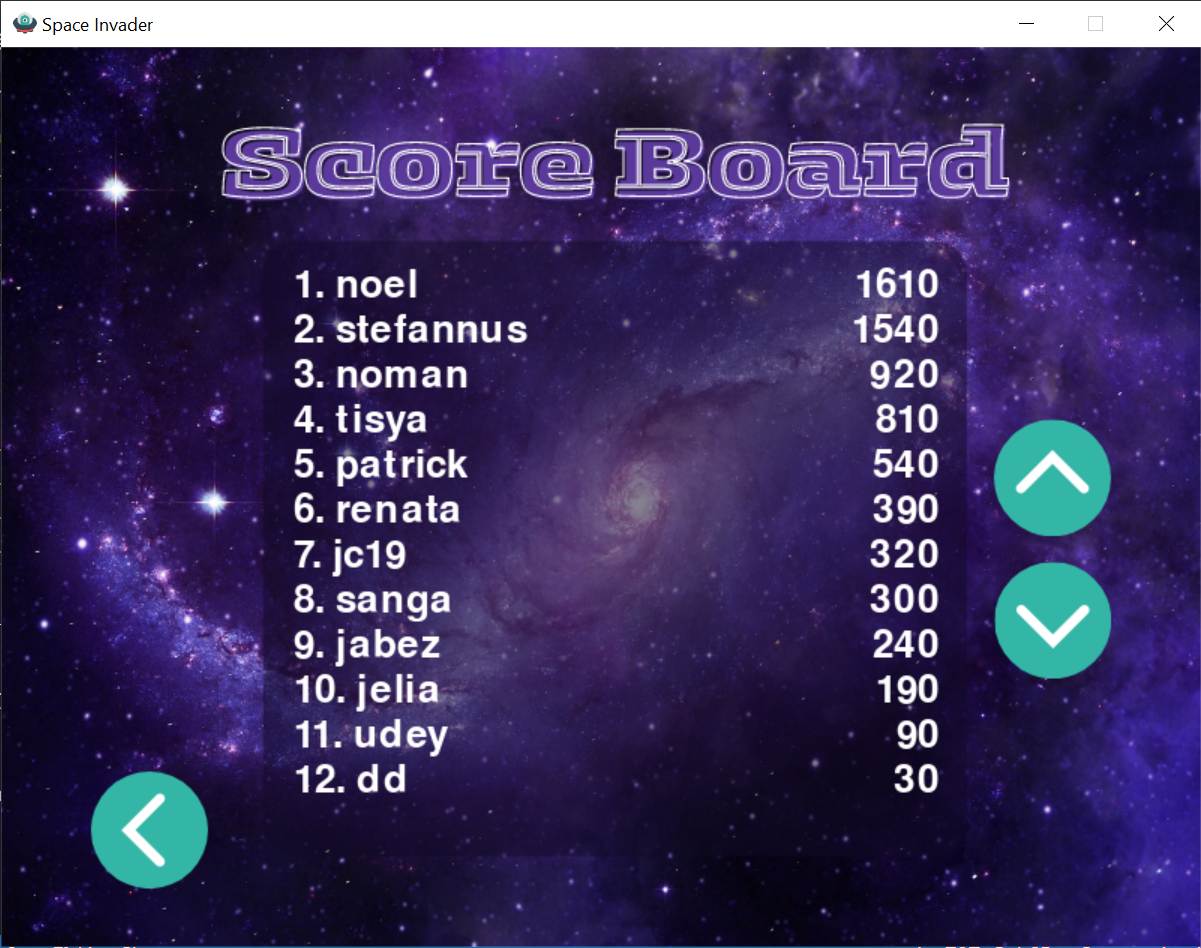 Space Invader
Score Board
1. noel 1610
2. stefannus 1540
3. noman 920
4. tisya 810
5. patrick 540
6. renata 390
7. jc19 320
8. sanga 300
9. jabez 240
10. jelia 190
11. udey 90
12. dd 30